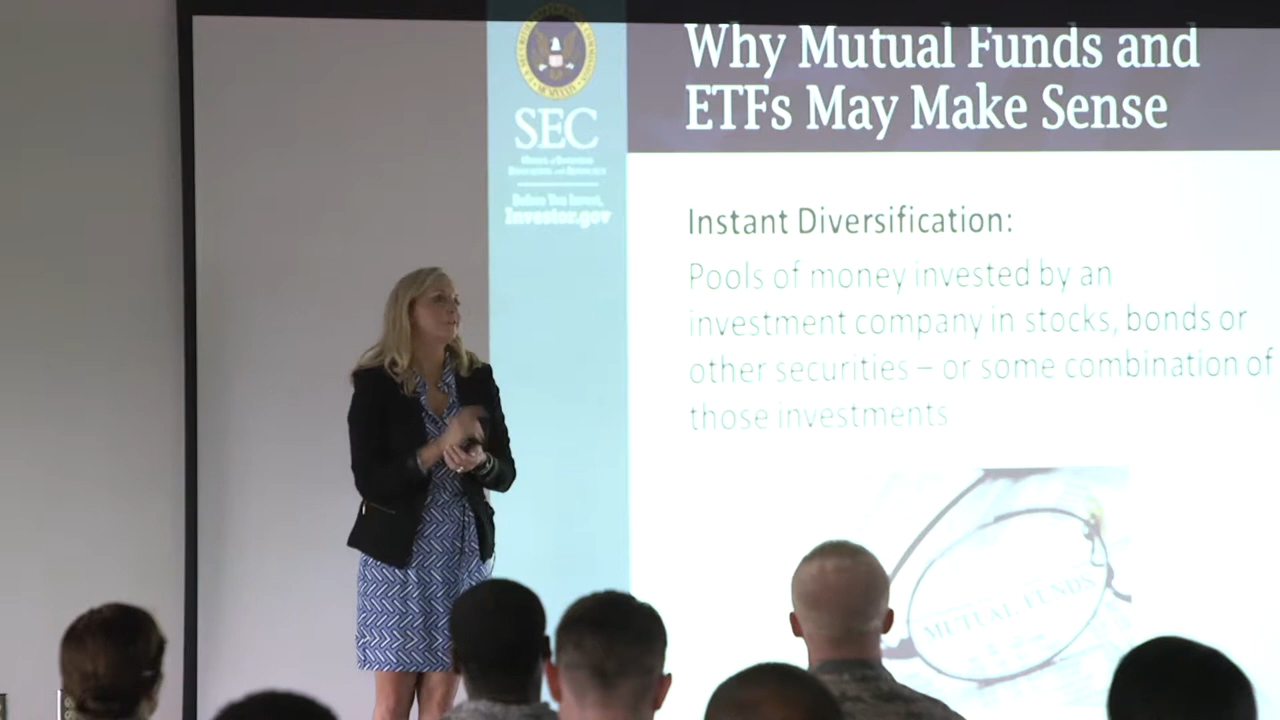 Why Mutual Funds and
ETFs May Make Sense
SEC
Before You Invest,
Investor.gov
Instant Diversification:
Pools of money invested by an
investment company in stocks, bonds or
other securities – or some combination of
those investments
MUTUAL FUNDS